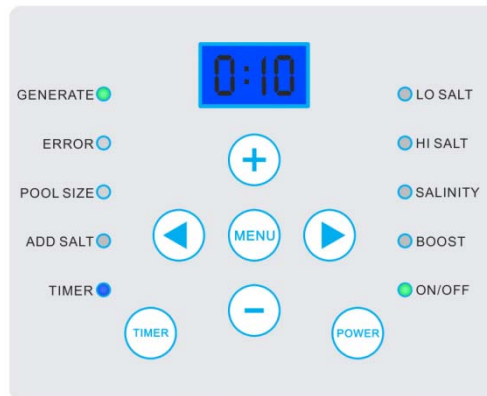 0:10
GENERATE
ERROR
POOL SIZE
ADD SALT
TIMER
LO SALT
HI SALT
SALINITY
BOOST
ON/OFF
+
MENU
-
TIMER
POWER